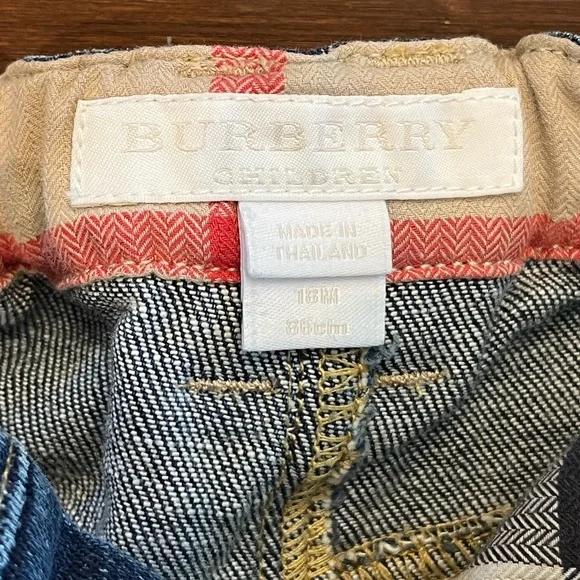 BURBERRY
CHILDREN
MADE IN
THAILAND
18M
86cm